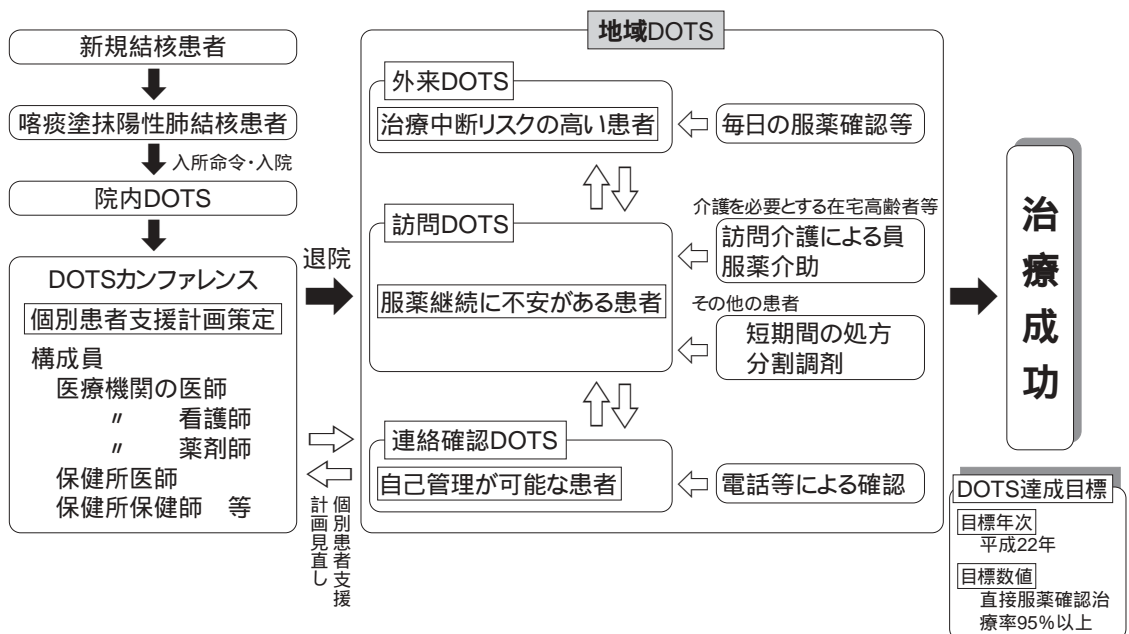 新規結核患者
喀痰塗抹陽性肺結核患者
入所命令・入院
院内DOTS
DOTSカンファレンス
個別患者支援計画策定
構成員
医療機関の医師
〃 看護師
〃 薬剤師
保健所医師
保健所保健師 等
退院
個別患者支援
計画見直し
地域DOTS
外来DOTS
治療中断リスクの高い患者
毎日の服薬確認等
訪問DOTS
服薬継続に不安がある患者
介護を必要とする在宅高齢者等
訪問介護による員
服薬介助
その他の患者
短期間の処方
分割調剤
連絡確認DOTS
自己管理が可能な患者
電話等による確認
治療成功
DOTS達成目標
目標年次
平成22年
目標数値
直接服薬確認治
療率95%以上